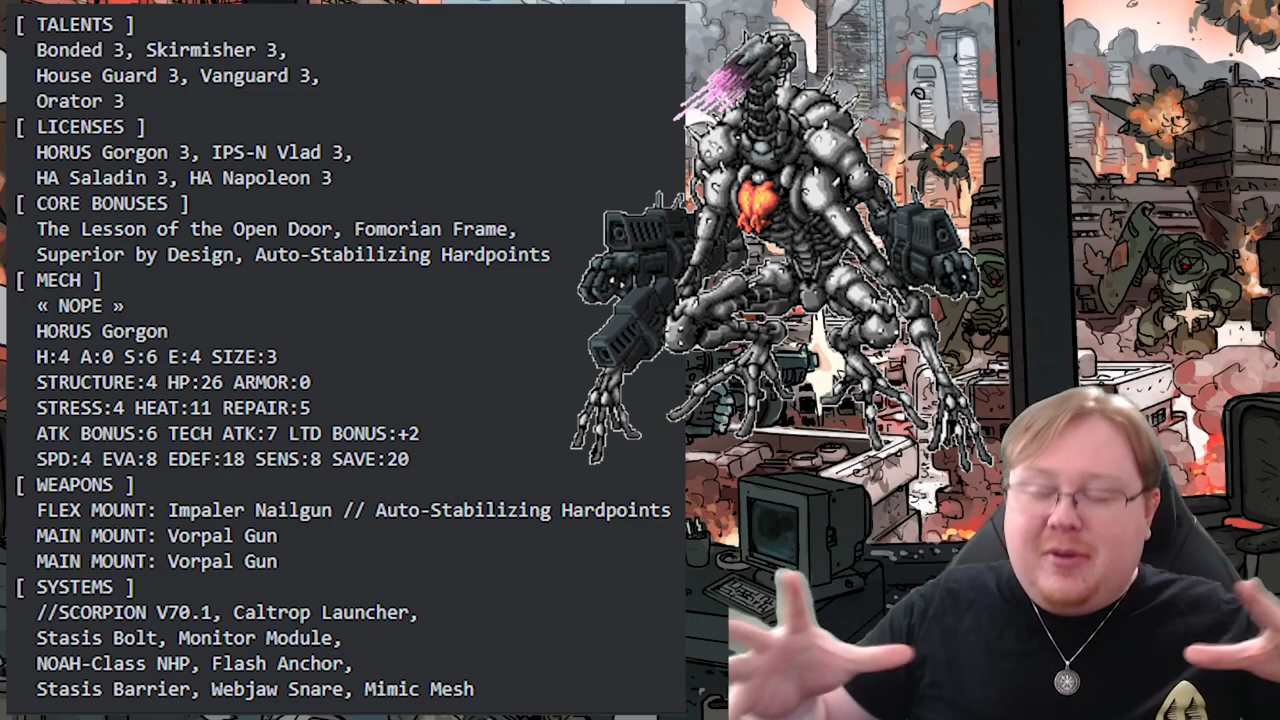 [ TALENTS ]
Bonded 3, Skirmisher 3,
House Guard 3, Vanguard 3,
Orator 3
[ LICENSES ]
HORUS Gorgon 3, IPS-N Vlad 3,
HA Saladin 3, HA Napoleon 3
[ CORE BONUSES ]
The Lesson of the Open Door, Fomorian Frame,
Superior by Design, Auto-Stabilizing Hardpoints
[ MECH ]
« NOPE »
HORUS Gorgon
H:4 A:0 S:6 E:4 SIZE:3
STRUCTURE:4 HP:26 ARMOR:0
STRESS:4 HEAT:11 REPAIR:5
ATK BONUS:6 TECH ATK:7 LTD BONUS:+2
SPD:4 EVA:8 EDEF:18 SENS:8 SAVE:20
[ WEAPONS ]
FLEX MOUNT: Impaler Nailgun // Auto-Stabilizing Hardpoints
MAIN MOUNT: Vorpal Gun
MAIN MOUNT: Vorpal Gun
[ SYSTEMS ]
//SCORPION V70.1, Caltrop Launcher,
Stasis Bolt, Monitor Module,
NOAH-Class NHP, Flash Anchor,
Stasis Barrier, Webjaw Snare, Mimic Mesh